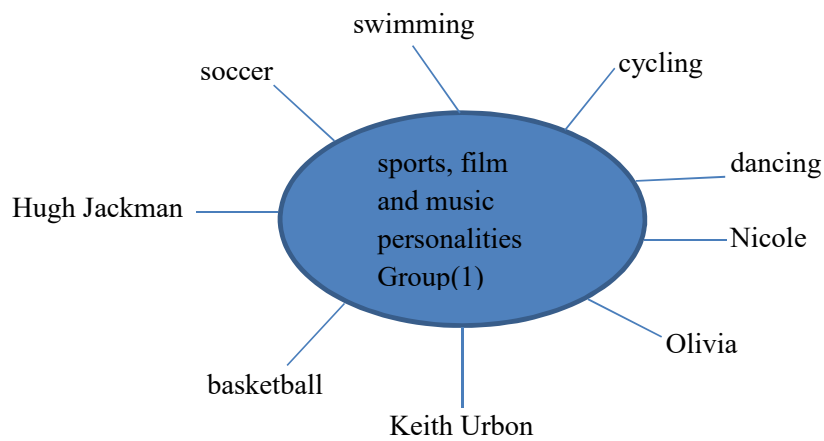 swimming
soccer
cycling
sports, film
and music
personalities
Group(1)
dancing
Hugh Jackman
Nicole
Olivia
basketball
Keith Urbon